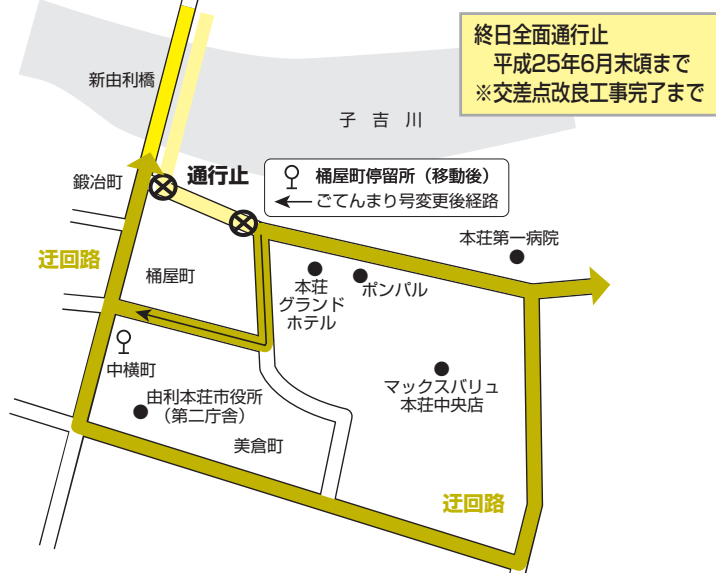 終日全面通行止
平成25年6月末頃まで
※交差点改良工事完了まで
新由利橋
子吉川
鍛冶町
通行止
桶屋町停留所（移動後）
ごてんまり号変更後経路
本荘第一病院
迂回路
桶屋町
本荘
グランド
ホテル
ポンパル
中横町
マックスバリュ
本荘中央店
由利本荘市役所
（第二庁舎）
美倉町
迂回路